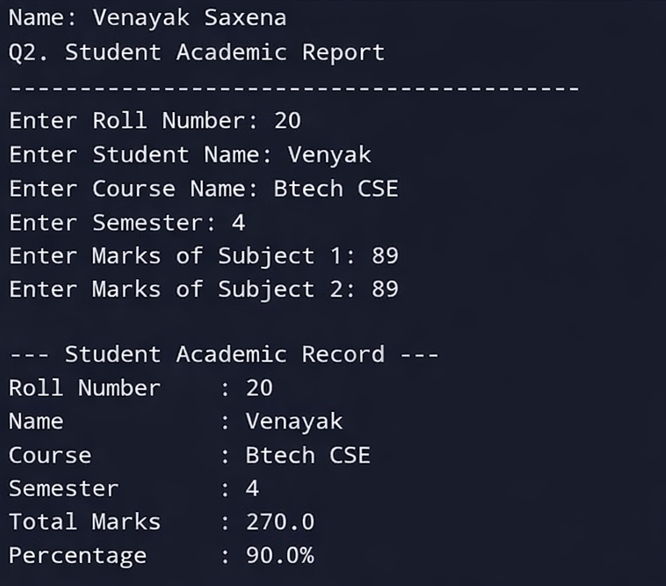 Name: Venayak Saxena
Q2. Student Academic Report
-----------------------------------------
Enter Roll Number: 20
Enter Student Name: Venyak
Enter Course Name: Btech CSE
Enter Semester: 4
Enter Marks of Subject 1: 89
Enter Marks of Subject 2: 89
--- Student Academic Record ---
Roll Number    : 20
Name           : Venayak
Course         : Btech CSE
Semester       : 4
Total Marks    : 270.0
Percentage     : 90.0%